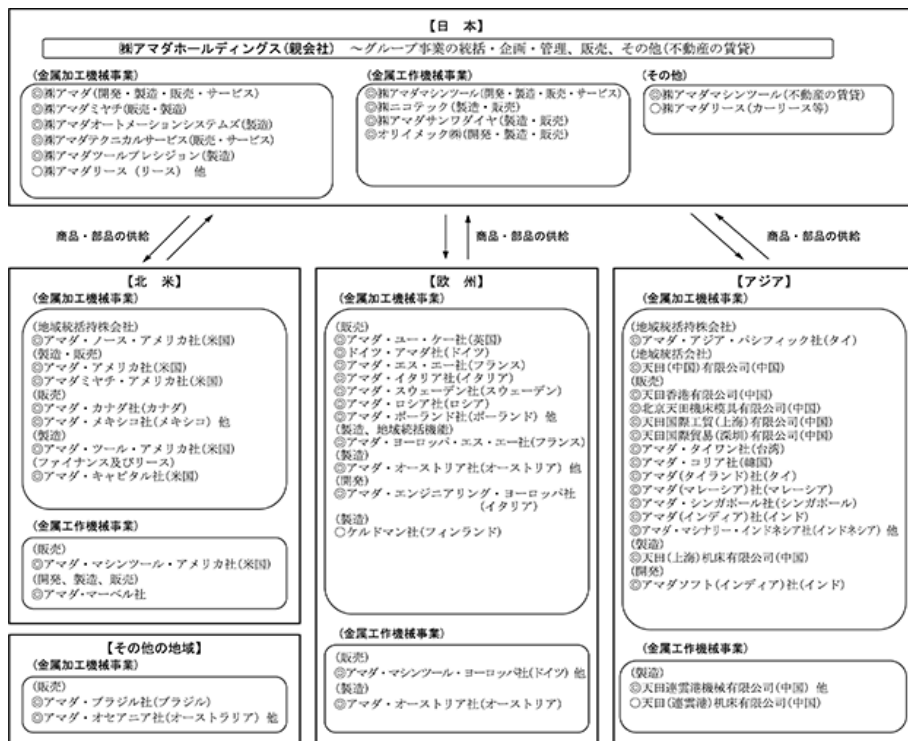 【日 本】
㈱アマダホールディングス(親会社) ～グループ事業の統括・企画・管理、販売、その他(不動産の賃貸)
(金属加工機械事業)
◎㈱アマダ(開発・製造・販売・サービス)
◎㈱アマダミヤチ(販売・製造)
◎㈱アマダオートメーションシステムズ(製造)
◎㈱アマダテクニカルサービス(販売・サービス)
◎㈱アマダツールプレシジョン(製造)
○㈱アマダリース (リース) 他
(金属工作機械事業)
◎㈱アマダマシンツール(開発・製造・販売・サービス)
◎㈱ニコテック(製造・販売)
◎㈱アマダサンワダイヤ(製造・販売)
◎オリイメック㈱(開発・製造・販売)
(その他)
◎㈱アマダマシンツール(不動産の賃貸)
○㈱アマダリース(カーリース等)
商品・部品の供給
商品・部品の供給
商品・部品の供給
【北 米】
(金属加工機械事業)
(地域統括持株会社)
◎アマダ・ノース・アメリカ社(米国)
(製造・販売)
◎アマダ・アメリカ社(米国)
◎アマダミヤチ・アメリカ社(米国)
(販売)
◎アマダ・カナダ社(カナダ)
◎アマダ・メキシコ社(メキシコ) 他
(製造)
◎アマダ・ツール・アメリカ社(米国)
(ファイナンス及びリース)
◎アマダ・キャピタル社(米国)
(金属工作機械事業)
(販売)
◎アマダ・マシンツール・アメリカ社(米国)
(開発、製造、販売)
◎アマダ・マーベル社
【その他の地域】
(金属加工機械事業)
(販売)
◎アマダ・ブラジル社(ブラジル)
◎アマダ・オセアニア社(オーストラリア) 他
【欧 州】
(金属加工機械事業)
(販売)
◎アマダ・ユー・ケー社(英国)
◎ドイツ・アマダ社(ドイツ)
◎アマダ・エス・エー社(フランス)
◎アマダ・イタリア社(イタリア)
◎アマダ・スウェーデン社(スウェーデン)
◎アマダ・ロシア社(ロシア)
◎アマダ・ポーランド社(ポーランド) 他
(製造、地域統括機能)
◎アマダ・ヨーロッパ・エス・エー社(フランス)
(製造)
◎アマダ・オーストリア社(オーストリア) 他
(開発)
◎アマダ・エンジニアリング・ヨーロッパ社
(イタリア)
(製造)
○ケルドマン社(フィンランド)
(金属工作機械事業)
(販売)
◎アマダ・マシンツール・ヨーロッパ社(ドイツ) 他
(製造)
◎アマダ・オーストリア社(オーストリア)
【アジア】
(金属加工機械事業)
(地域統括持株会社)
◎アマダ・アジア・パシフィック社(タイ)
(地域統括会社)
◎天田(中国)有限公司(中国)
(販売)
◎天田香港有限公司(中国)
◎北京天田機床模具有限公司(中国)
◎天田国際工貿(上海)有限公司(中国)
◎天田国際貿易(深圳)有限公司(中国)
◎アマダ・タイワン社(台湾)
◎アマダ・コリア社(韓国)
◎アマダ(タイランド)社(タイ)
◎アマダ(マレーシア)社(マレーシア)
◎アマダ・シンガポール社(シンガポール)
◎アマダ(インディア)社(インド)
◎アマダ・マシナリー・インドネシア社(インドネシア) 他
(製造)
◎天田(上海)机床有限公司(中国)
(開発)
◎アマダソフト(インディア)社(インド)
(金属工作機械事業)
(製造)
◎天田連雲港機械有限公司(中国) 他
○天田(連雲港)机床有限公司(中国)